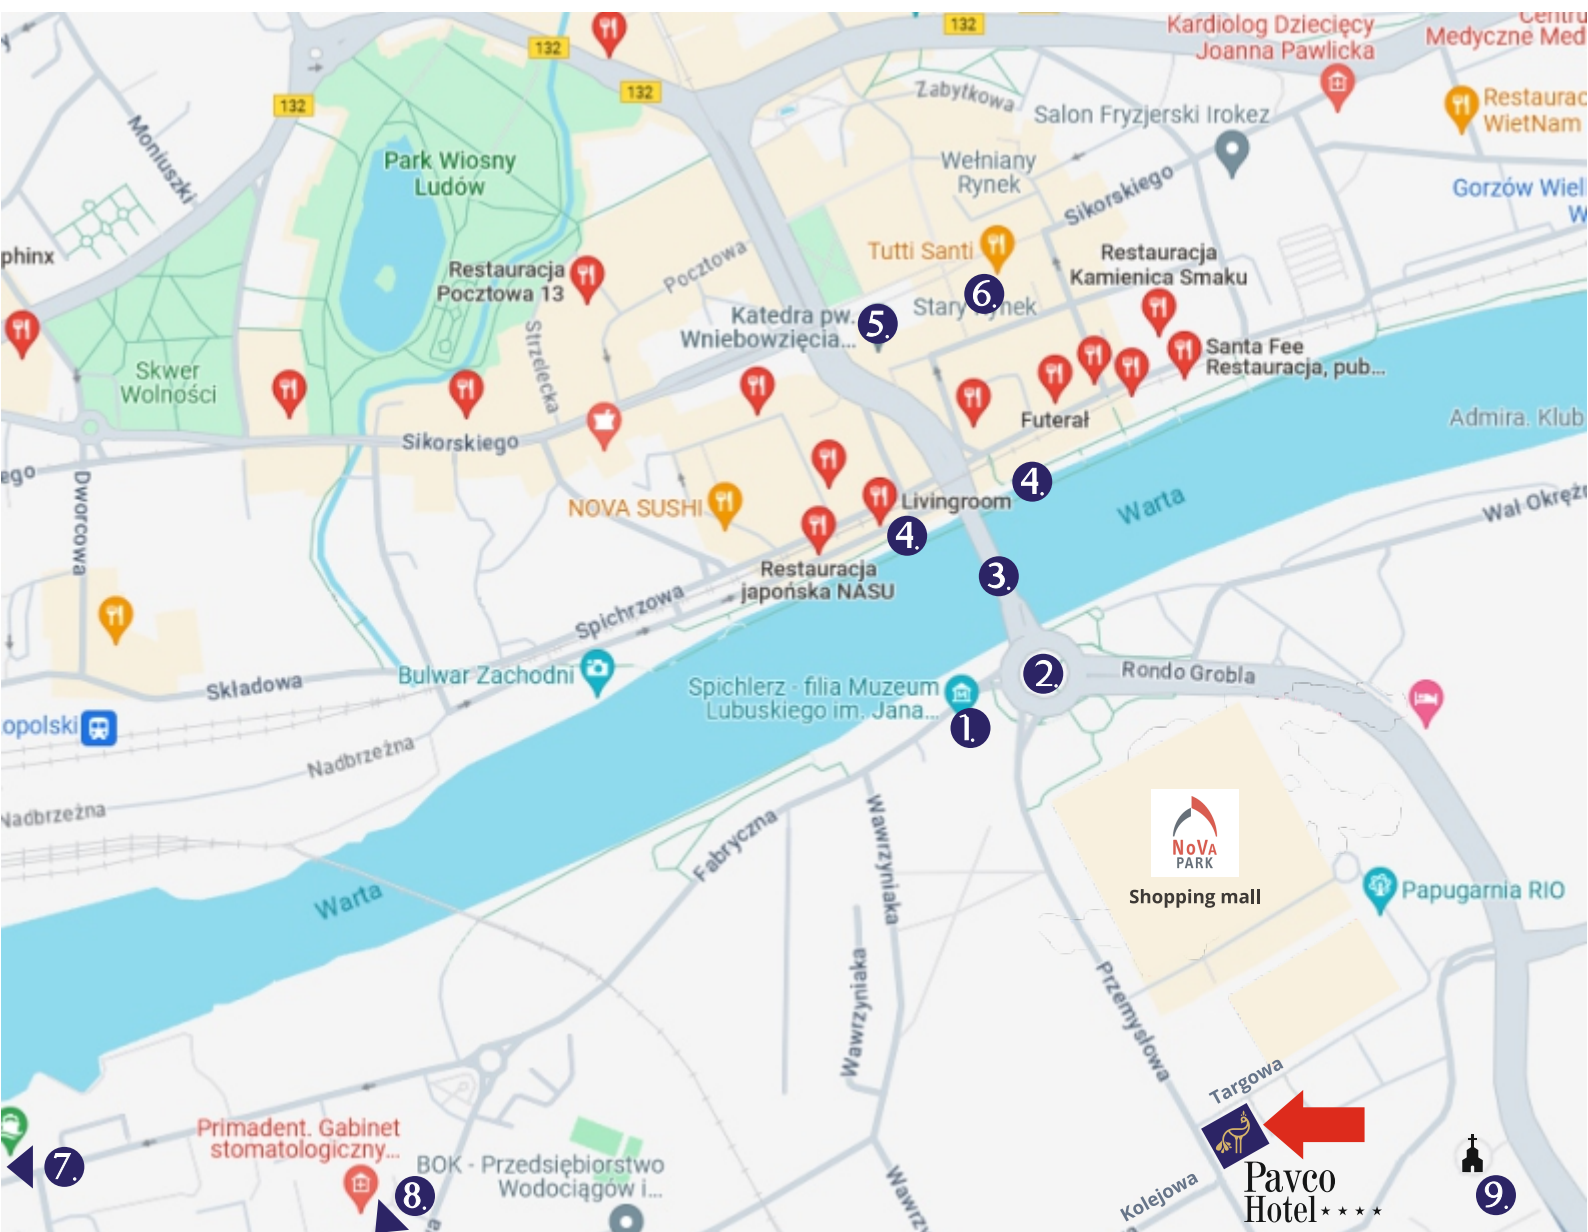 132
Kardiolog Dziecięcy
Joanna Pawlicka
Centru
Medyczne Med
132
132
132
Zabytkowa
Salon Fryzjerski Irokez
Restaurac
WietNam
Moniuszki
Park Wiosny
Ludów
Wełniany
Rynek
Sikorskiego
Gorzów Wiel
W
phinx
Tutti Santi
Restauracja
Kamienica Smaku
Restauracja
Pocztowa 13
Pocztowa
6.
Stary Rynek
Katedra pw.
Wniebowzięcia...
5.
Strzelecka
Skwer
Wolności
Santa Fee
Restauracja, pub...
Futerał
Admira. Klub
Sikorskiego
ego
Dworcowa
NOVA SUSHI
Livingroom
4.
4.
Warta
Wał Okrężn
Restauracja
japońska NASU
3.
Spichrzowa
Bulwar Zachodni
Składowa
Spichlerz - filia Muzeum
Lubuskiego im. Jana...
2.
Rondo Grobla
1.
opolski
Nadbrzeżna
Nadbrzeżna
Fabryczna
Wawrzyniaka
NoVA
PARK
Shopping mall
Papugarnia RIO
Warta
Wawrzyniaka
Przemysłowa
Targowa
Primadent. Gabinet
stomatologiczny...
BOK - Przedsiębiorstwo
Wodociągów i...
7.
8.
wa
Wawrzy
Kolejowa
Pavco
Hotel
9.